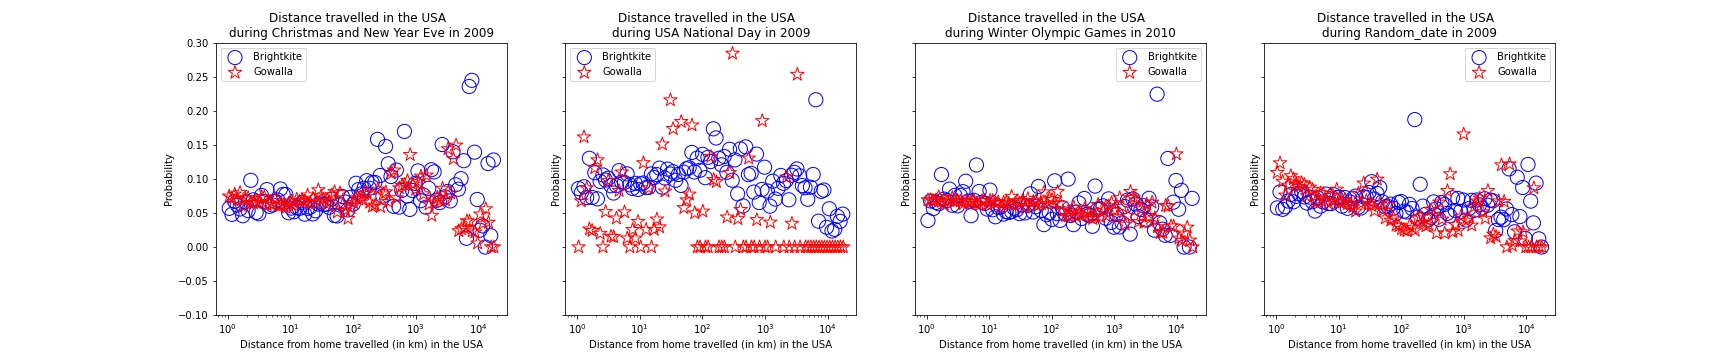 Distance travelled in the USA
during Christmas and New Year Eve in 2009
Distance travelled in the USA
during USA National Day in 2009
Distance travelled in the USA
during Winter Olympic Games in 2010
Distance travelled in the USA
during Random_date in 2009
Brightkite
Gowalla
Brightkite
Gowalla
Brightkite
Gowalla
Brightkite
Gowalla
0.30
0.25
0.20
0.15
0.10
0.05
0.00
−0.05
−0.10
Probability
Probability
Probability
Probability
10⁰ 10¹ 10² 10³ 10⁴
10⁰ 10¹ 10² 10³ 10⁴
10⁰ 10¹ 10² 10³ 10⁴
10⁰ 10¹ 10² 10³ 10⁴
Distance from home travelled (in km) in the USA
Distance from home travelled (in km) in the USA
Distance from home travelled (in km) in the USA
Distance from home travelled (in km) in the USA